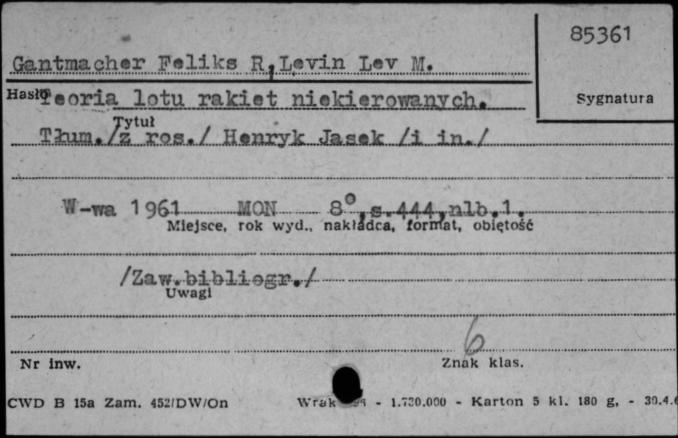 85361
Gantmacher Feliks R,Levin Lev M.
Hasło Teoria lotu rakiet niekierowanych.
Sygnatura
Tytuł
Tłum./z ros./ Henryk Jasek /i in./
W-wa 1961 MON 8°,s.444,nlb.1.
Miejsce, rok wyd., nakładca, format, objętość
/Zaw.bibliogr./
Uwagi
6
Nr inw. Znak klas.
CWD B 15a Zam. 452/DW/On - 1.730.000 - Karton 5 kl. 180 g, - 30.4.